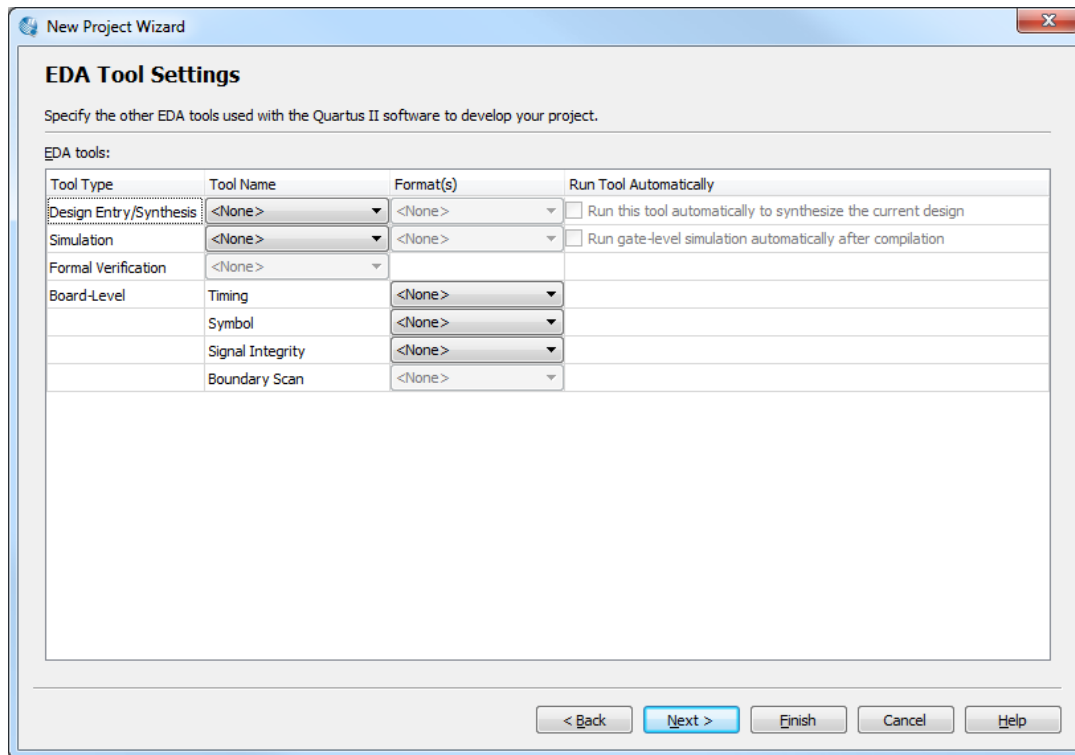 New Project Wizard
EDA Tool Settings
Specify the other EDA tools used with the Quartus II software to develop your project.
EDA tools:
Tool Type Tool Name Format(s) Run Tool Automatically
Design Entry/Synthesis <None> <None> Run this tool automatically to synthesize the current design
Simulation <None> <None> Run gate-level simulation automatically after compilation
Formal Verification <None>
Board-Level Timing <None>
Symbol <None>
Signal Integrity <None>
Boundary Scan <None>
< Back Next > Finish Cancel Help